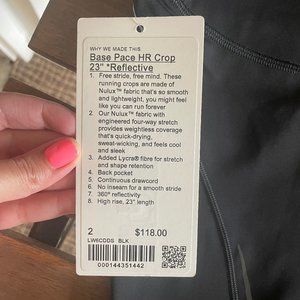 WHY WE MADE THIS
Base Pace HR Crop
23" *Reflective
1. Free stride, free mind. These
running crops are made of
Nulux™ fabric that's so smooth
and lightweight, you might feel
like you can run forever
2. Our Nulux™ fabric with
engineered four-way stretch
provides weightless coverage
that's quick-drying,
sweat-wicking, and feels cool
and sleek
3. Added Lycra® fibre for stretch
and shape retention
4. Back pocket
5. Continuous drawcord
6. No inseam for a smooth stride
7. 360° reflectivity
8. High rise, 23" length
2 $118.00
LW6CDDS BLK
000144351442